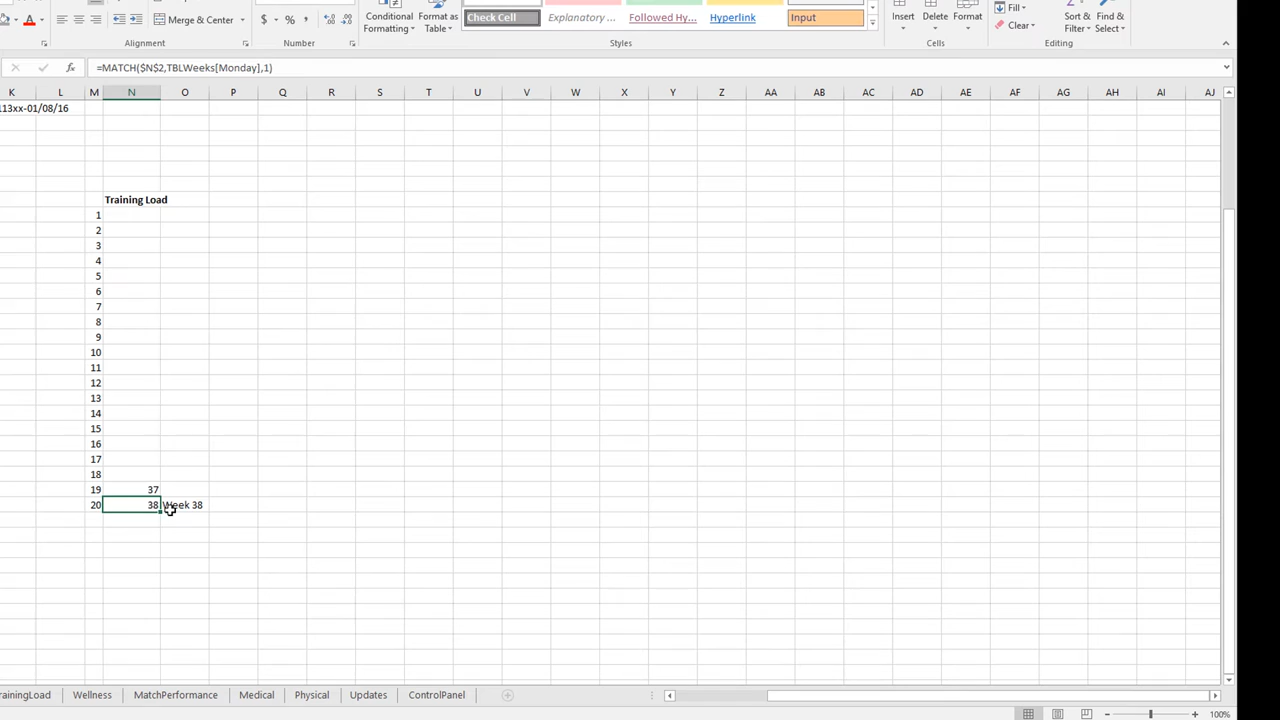 Merge & Center
$ % ,
Conditional Formatting
Format as Table
Check Cell
Explanatory ...
Followed Hy...
Hyperlink
Input
Insert
Delete
Format
Fill
Clear
Sort & Filter
Find & Select
Alignment
Number
Styles
Cells
Editing
fx
=MATCH($N$2,TBLWeeks[Monday],1)
K L M N O P Q R S T U V W X Y Z AA AB AC AD AE AF AG AH AI AJ
113xx-01/08/16
Training Load
1
2
3
4
5
6
7
8
9
10
11
12
13
14
15
16
17
18
19 37
20 38 Week 38
rainingLoad Wellness MatchPerformance Medical Physical Updates ControlPanel
100%